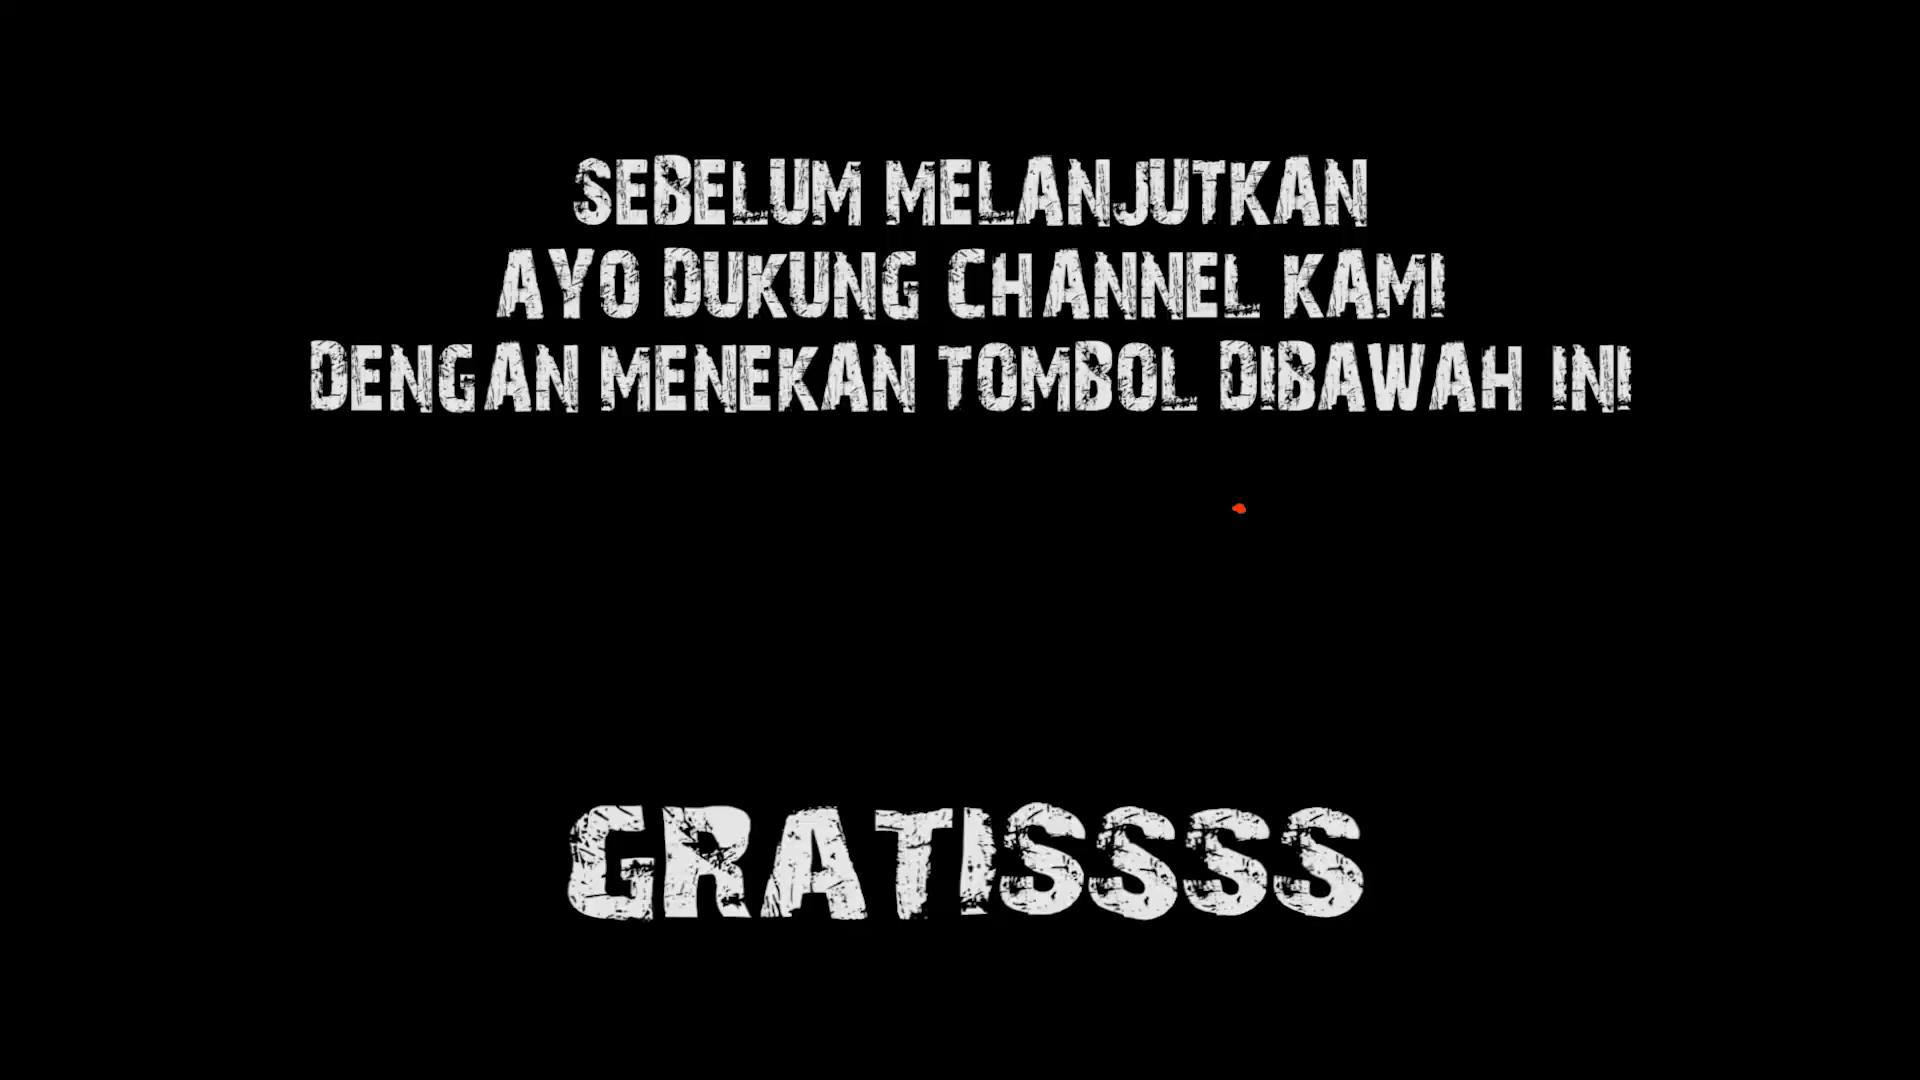 SEBELUM MELANJUTKAN
AYO DUKUNG CHANNEL KAMI
DENGAN MENEKAN TOMBOL DIBAWAH INI
GRATISSSS